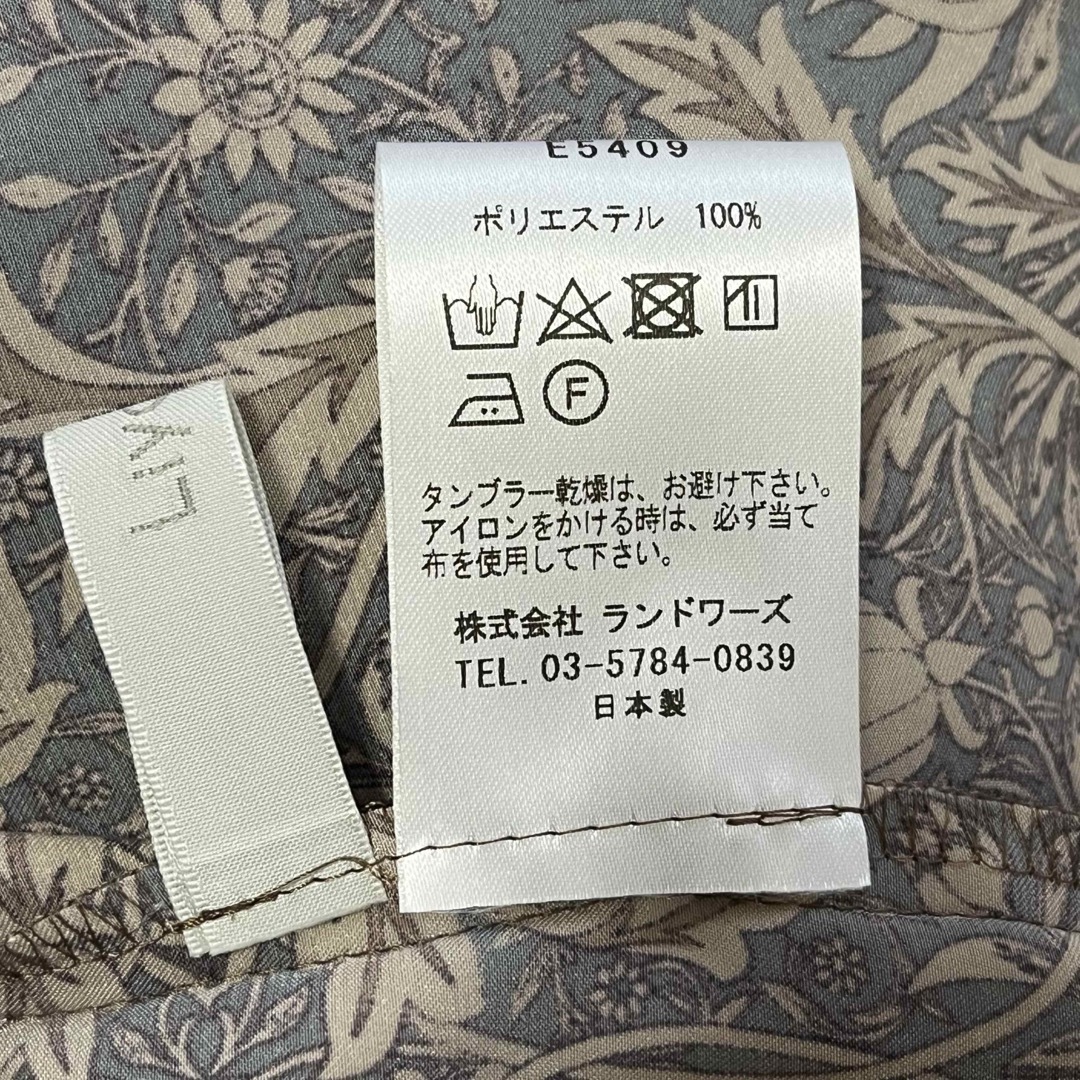 E5409
ポリエステル 100%
F
タンブラー乾燥は、お避け下さい。
アイロンをかける時は、必ず当て
布を使用して下さい。
株式会社 ランドワーズ
TEL. 03-5784-0839
日本製